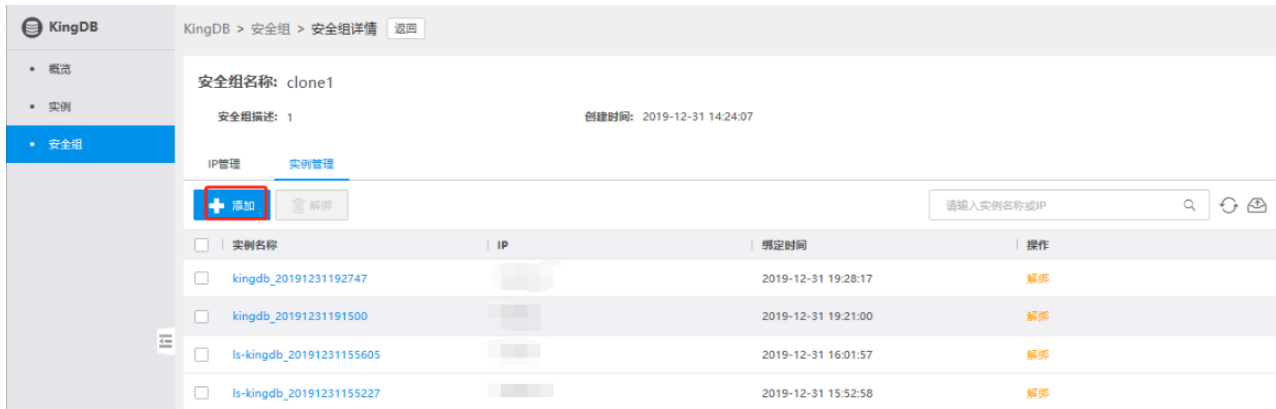 KingDB
KingDB > 安全组 > 安全组详情 返回
概览
实例
安全组
安全组名称: clone1
安全组描述: 1 创建时间: 2019-12-31 14:24:07
IP管理 实例管理
添加 解绑 请输入实例名称或IP
实例名称 IP 绑定时间 操作
kingdb_20191231192747 2019-12-31 19:28:17 解绑
kingdb_20191231191500 2019-12-31 19:21:00 解绑
ls-kingdb_20191231155605 2019-12-31 16:01:57 解绑
ls-kingdb_20191231155227 2019-12-31 15:52:58 解绑